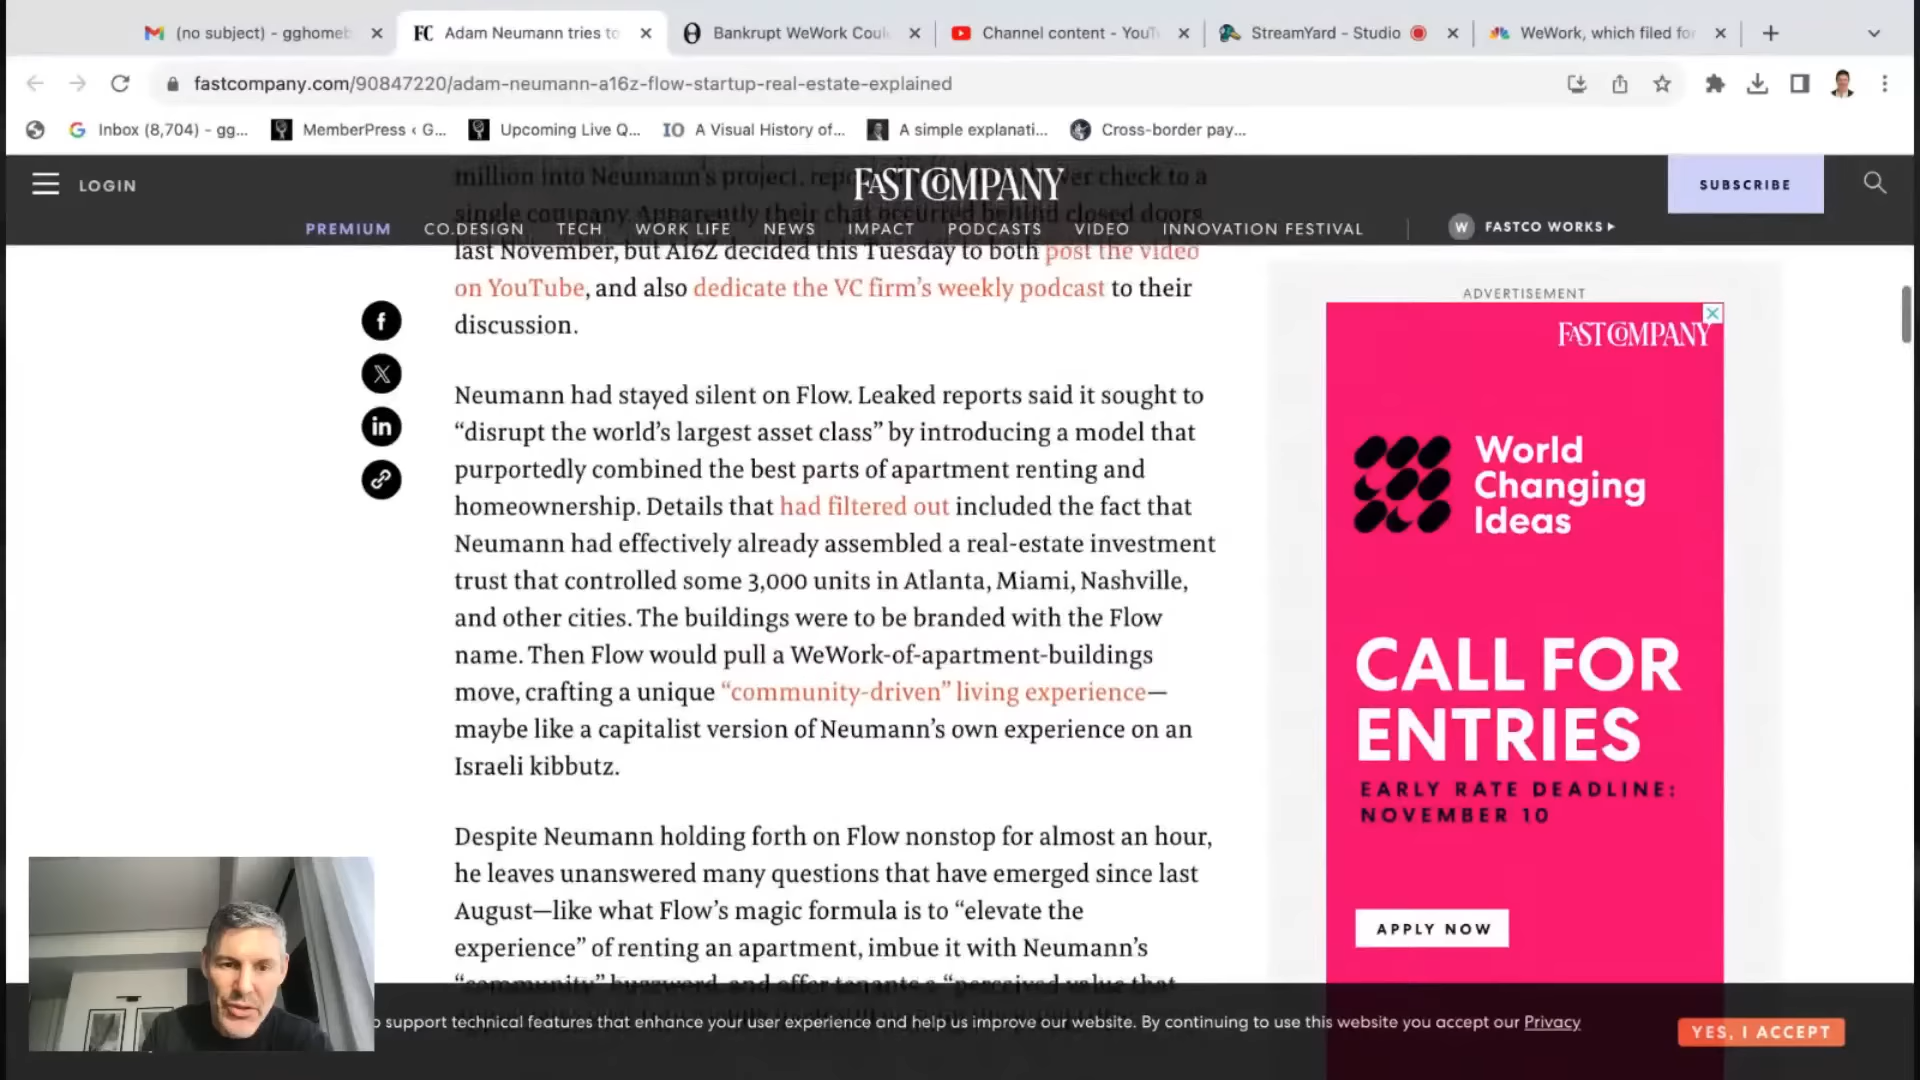 (no subject) - gghomeb
FC Adam Neumann tries to
Bankrupt WeWork Coul
Channel content - YouT
StreamYard - Studio
WeWork, which filed for
fastcompany.com/90847220/adam-neumann-a16z-flow-startup-real-estate-explained
Inbox (8,704) - gg...
MemberPress ‹ G...
Upcoming Live Q...
IO A Visual History of...
A simple explanati...
Cross-border pay...
LOGIN
FAST COMPANY
SUBSCRIBE
PREMIUM CO.DESIGN TECH WORK LIFE NEWS IMPACT PODCASTS VIDEO INNOVATION FESTIVAL
W FASTCO WORKS
million into Neumann's project, er check to a
single company. Apparently their chat occurred behind closed doors
last November, but A16Z decided this Tuesday to both post the video
on YouTube, and also dedicate the VC firm's weekly podcast to their
discussion.
Neumann had stayed silent on Flow. Leaked reports said it sought to
“disrupt the world's largest asset class” by introducing a model that
purportedly combined the best parts of apartment renting and
homeownership. Details that had filtered out included the fact that
Neumann had effectively already assembled a real-estate investment
trust that controlled some 3,000 units in Atlanta, Miami, Nashville,
and other cities. The buildings were to be branded with the Flow
name. Then Flow would pull a WeWork-of-apartment-buildings
move, crafting a unique “community-driven” living experience—
maybe like a capitalist version of Neumann's own experience on an
Israeli kibbutz.
Despite Neumann holding forth on Flow nonstop for almost an hour,
he leaves unanswered many questions that have emerged since last
August—like what Flow's magic formula is to “elevate the
experience” of renting an apartment, imbue it with Neumann's
“community” buzzword, and offer tenants a “perceived value that
ADVERTISEMENT
FAST COMPANY
World
Changing
Ideas
CALL FOR
ENTRIES
EARLY RATE DEADLINE:
NOVEMBER 10
APPLY NOW
o support technical features that enhance your user experience and help us improve our website. By continuing to use this website you accept our Privacy
YES, I ACCEPT